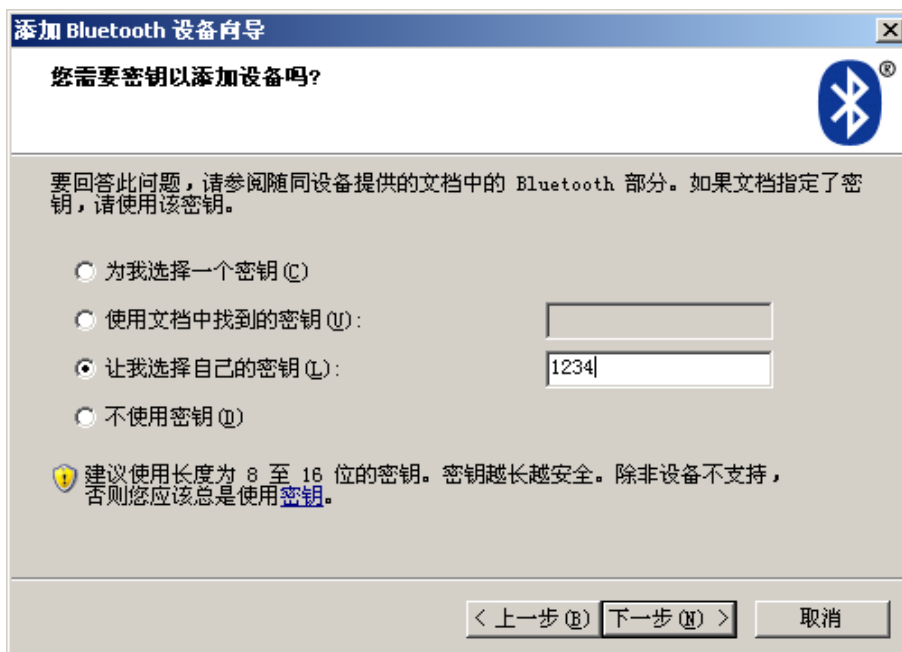 添加 Bluetooth 设备向导
您需要密钥以添加设备吗?
®
要回答此问题，请参阅随同设备提供的文档中的 Bluetooth 部分。如果文档指定了密
钥，请使用该密钥。
为我选择一个密钥(C)
使用文档中找到的密钥(U):
让我选择自己的密钥(L):
1234
不使用密钥(D)
建议使用长度为 8 至 16 位的密钥。密钥越长越安全。除非设备不支持，
否则您应该总是使用密钥。
< 上一步(B)
下一步(N) >
取消